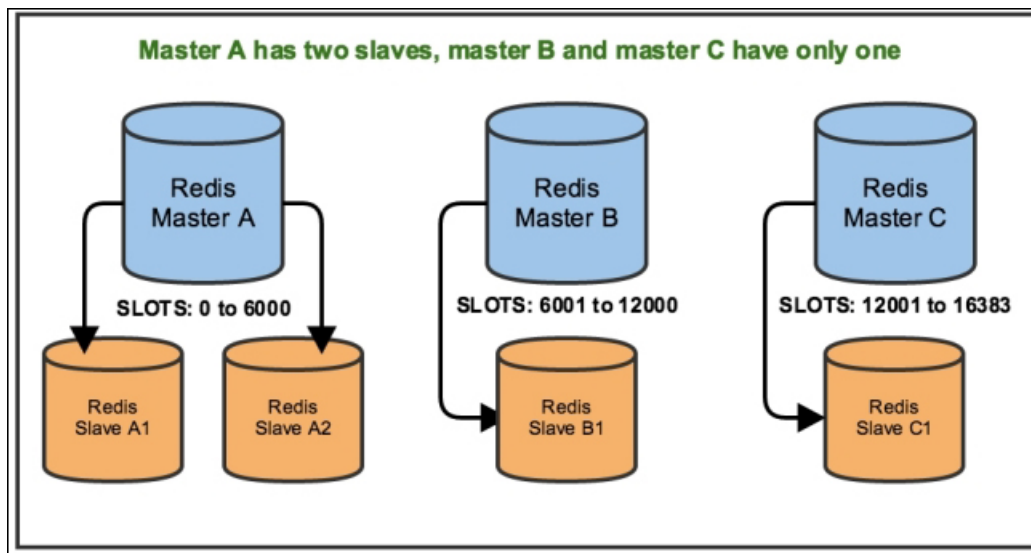 Master A has two slaves, master B and master C have only one
Redis
Master A
Redis
Master B
Redis
Master C
SLOTS: 0 to 6000
SLOTS: 6001 to 12000
SLOTS: 12001 to 16383
Redis
Slave A1
Redis
Slave A2
Redis
Slave B1
Redis
Slave C1